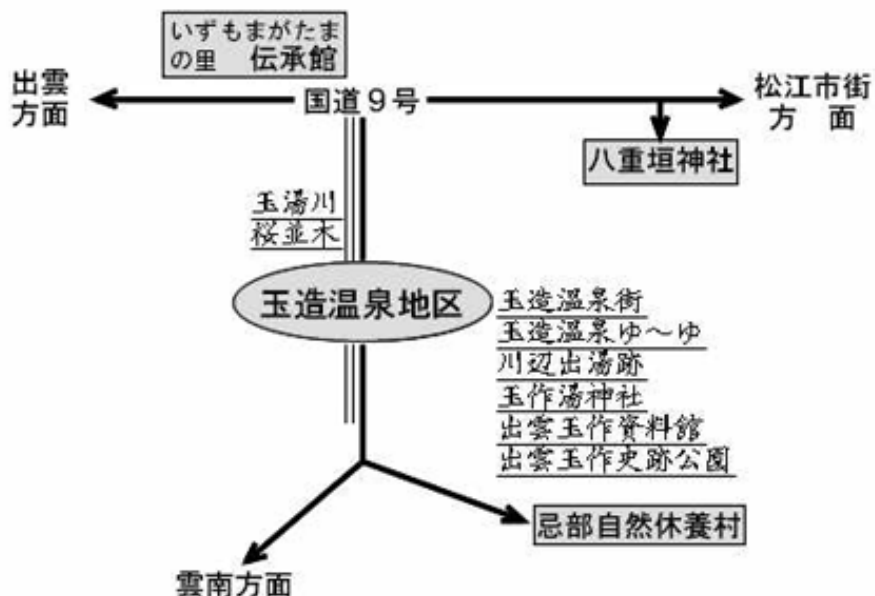 いずもまがたま
の里 伝承館
出雲
方面
国道9号
松江市街
方 面
八重垣神社
玉湯川
桜並木
玉造温泉地区
玉造温泉街
玉造温泉ゆ～ゆ
川辺出湯跡
玉作湯神社
出雲玉作資料館
出雲玉作史跡公園
忌部自然休養村
雲南方面